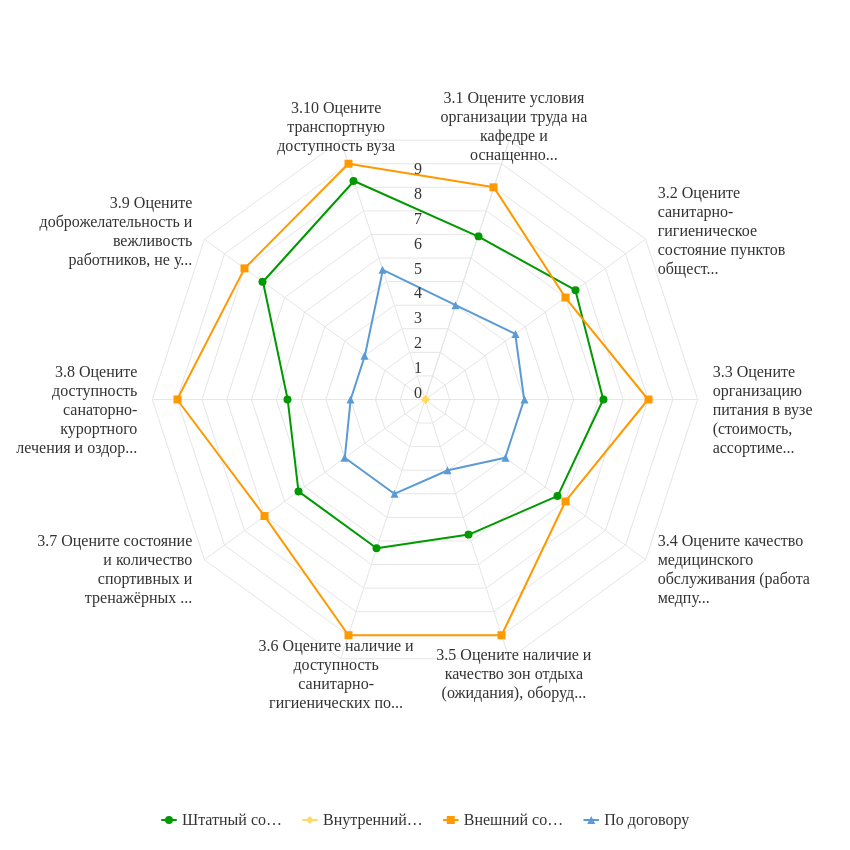 3.10 Оцените
транспортную
доступность вуза
3.1 Оцените условия
организации труда на
кафедре и
оснащенно...
3.2 Оцените
санитарно-
гигиеническое
состояние пунктов
общест...
3.3 Оцените
организацию
питания в вузе
(стоимость,
ассортиме...
3.4 Оцените качество
медицинского
обслуживания (работа
медпу...
3.5 Оцените наличие и
качество зон отдыха
(ожидания), оборуд...
3.6 Оцените наличие и
доступность
санитарно-
гигиенических по...
3.7 Оцените состояние
и количество
спортивных и
тренажёрных ...
3.8 Оцените
доступность
санаторно-
курортного
лечения и оздор...
3.9 Оцените
доброжелательность и
вежливость
работников, не у...
9
8
7
6
5
4
3
2
1
0
Штатный со…
Внутренний…
Внешний со…
По договору